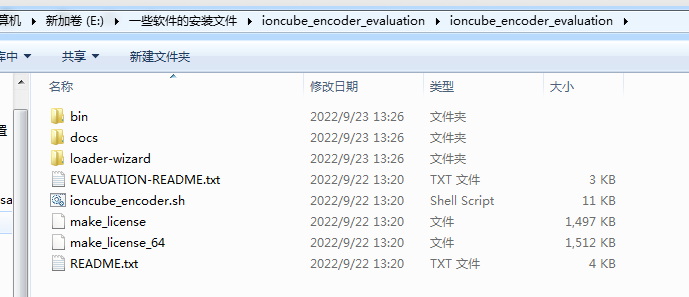 算机 ▸ 新加卷 (E:) ▸ 一些软件的安装文件 ▸ ioncube_encoder_evaluation ▸ ioncube_encoder_evaluation ▸
库中 共享 新建文件夹
名称 修改日期 类型 大小
bin 2022/9/23 13:26 文件夹
docs 2022/9/23 13:26 文件夹
loader-wizard 2022/9/23 13:26 文件夹
置 EVALUATION-README.txt 2022/9/22 13:20 TXT 文件 3 KB
sa ioncube_encoder.sh 2022/9/22 13:20 Shell Script 11 KB
make_license 2022/9/22 13:20 文件 1,497 KB
make_license_64 2022/9/22 13:20 文件 1,512 KB
README.txt 2022/9/22 13:20 TXT 文件 4 KB